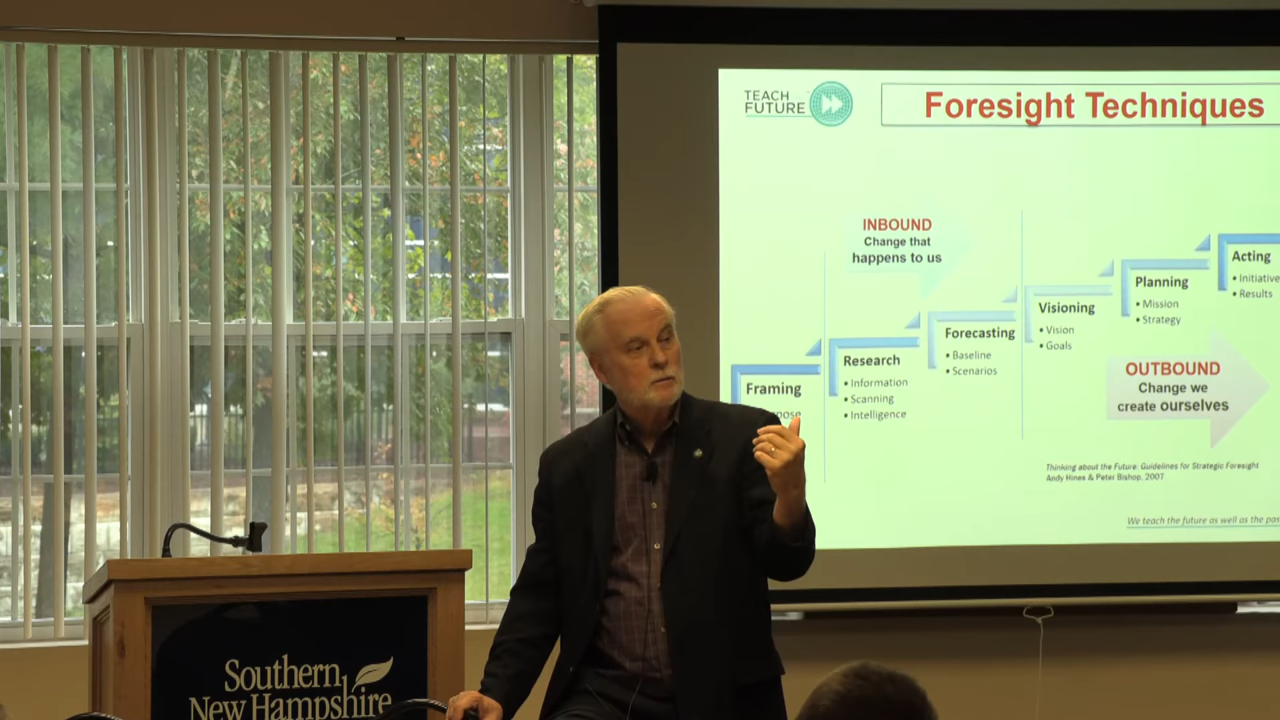 TEACH
FUTURE
Foresight Techniques
INBOUND
Change that
happens to us
Framing
Research
• Information
• Scanning
• Intelligence
Forecasting
• Baseline
• Scenarios
Visioning
• Vision
• Goals
Planning
• Mission
• Strategy
Acting
• Initiative
• Results
OUTBOUND
Change we
create ourselves
Thinking about the Future: Guidelines for Strategic Foresight
Andy Hines & Peter Bishop, 2007
We teach the future as well as the pas
Southern
New Hampshire